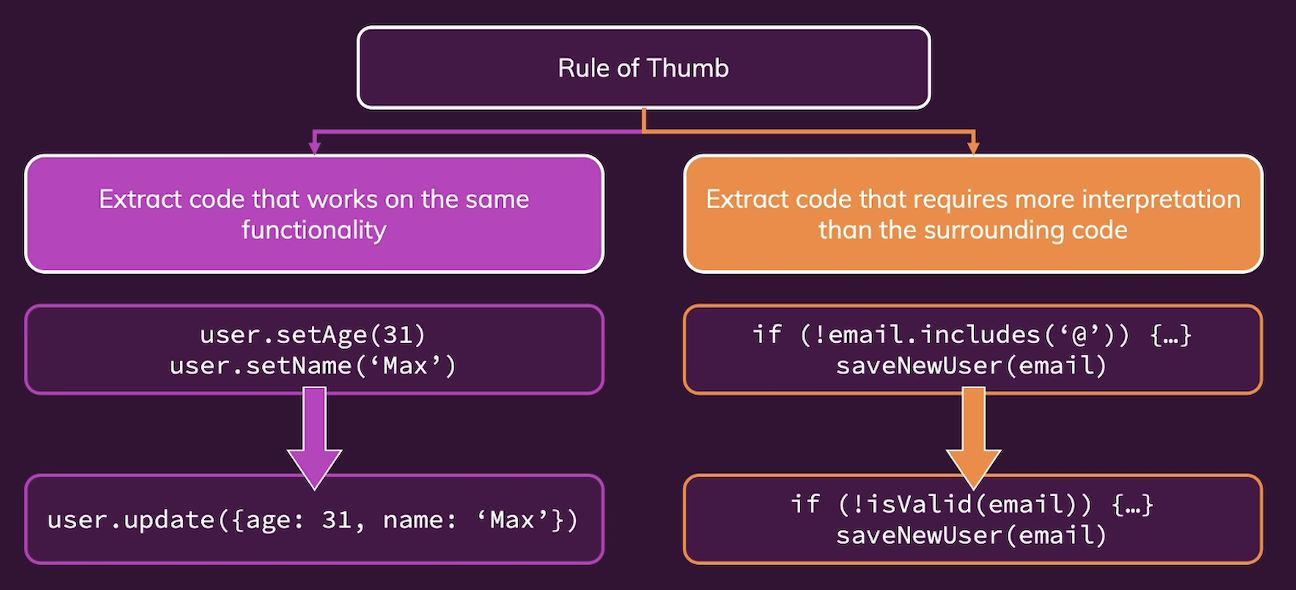 Rule of Thumb
Extract code that works on the same
functionality
Extract code that requires more interpretation
than the surrounding code
user.setAge(31)
user.setName(‘Max’)
if (!email.includes(‘@’)) {…}
saveNewUser(email)
user.update({age: 31, name: ‘Max’})
if (!isValid(email)) {…}
saveNewUser(email)